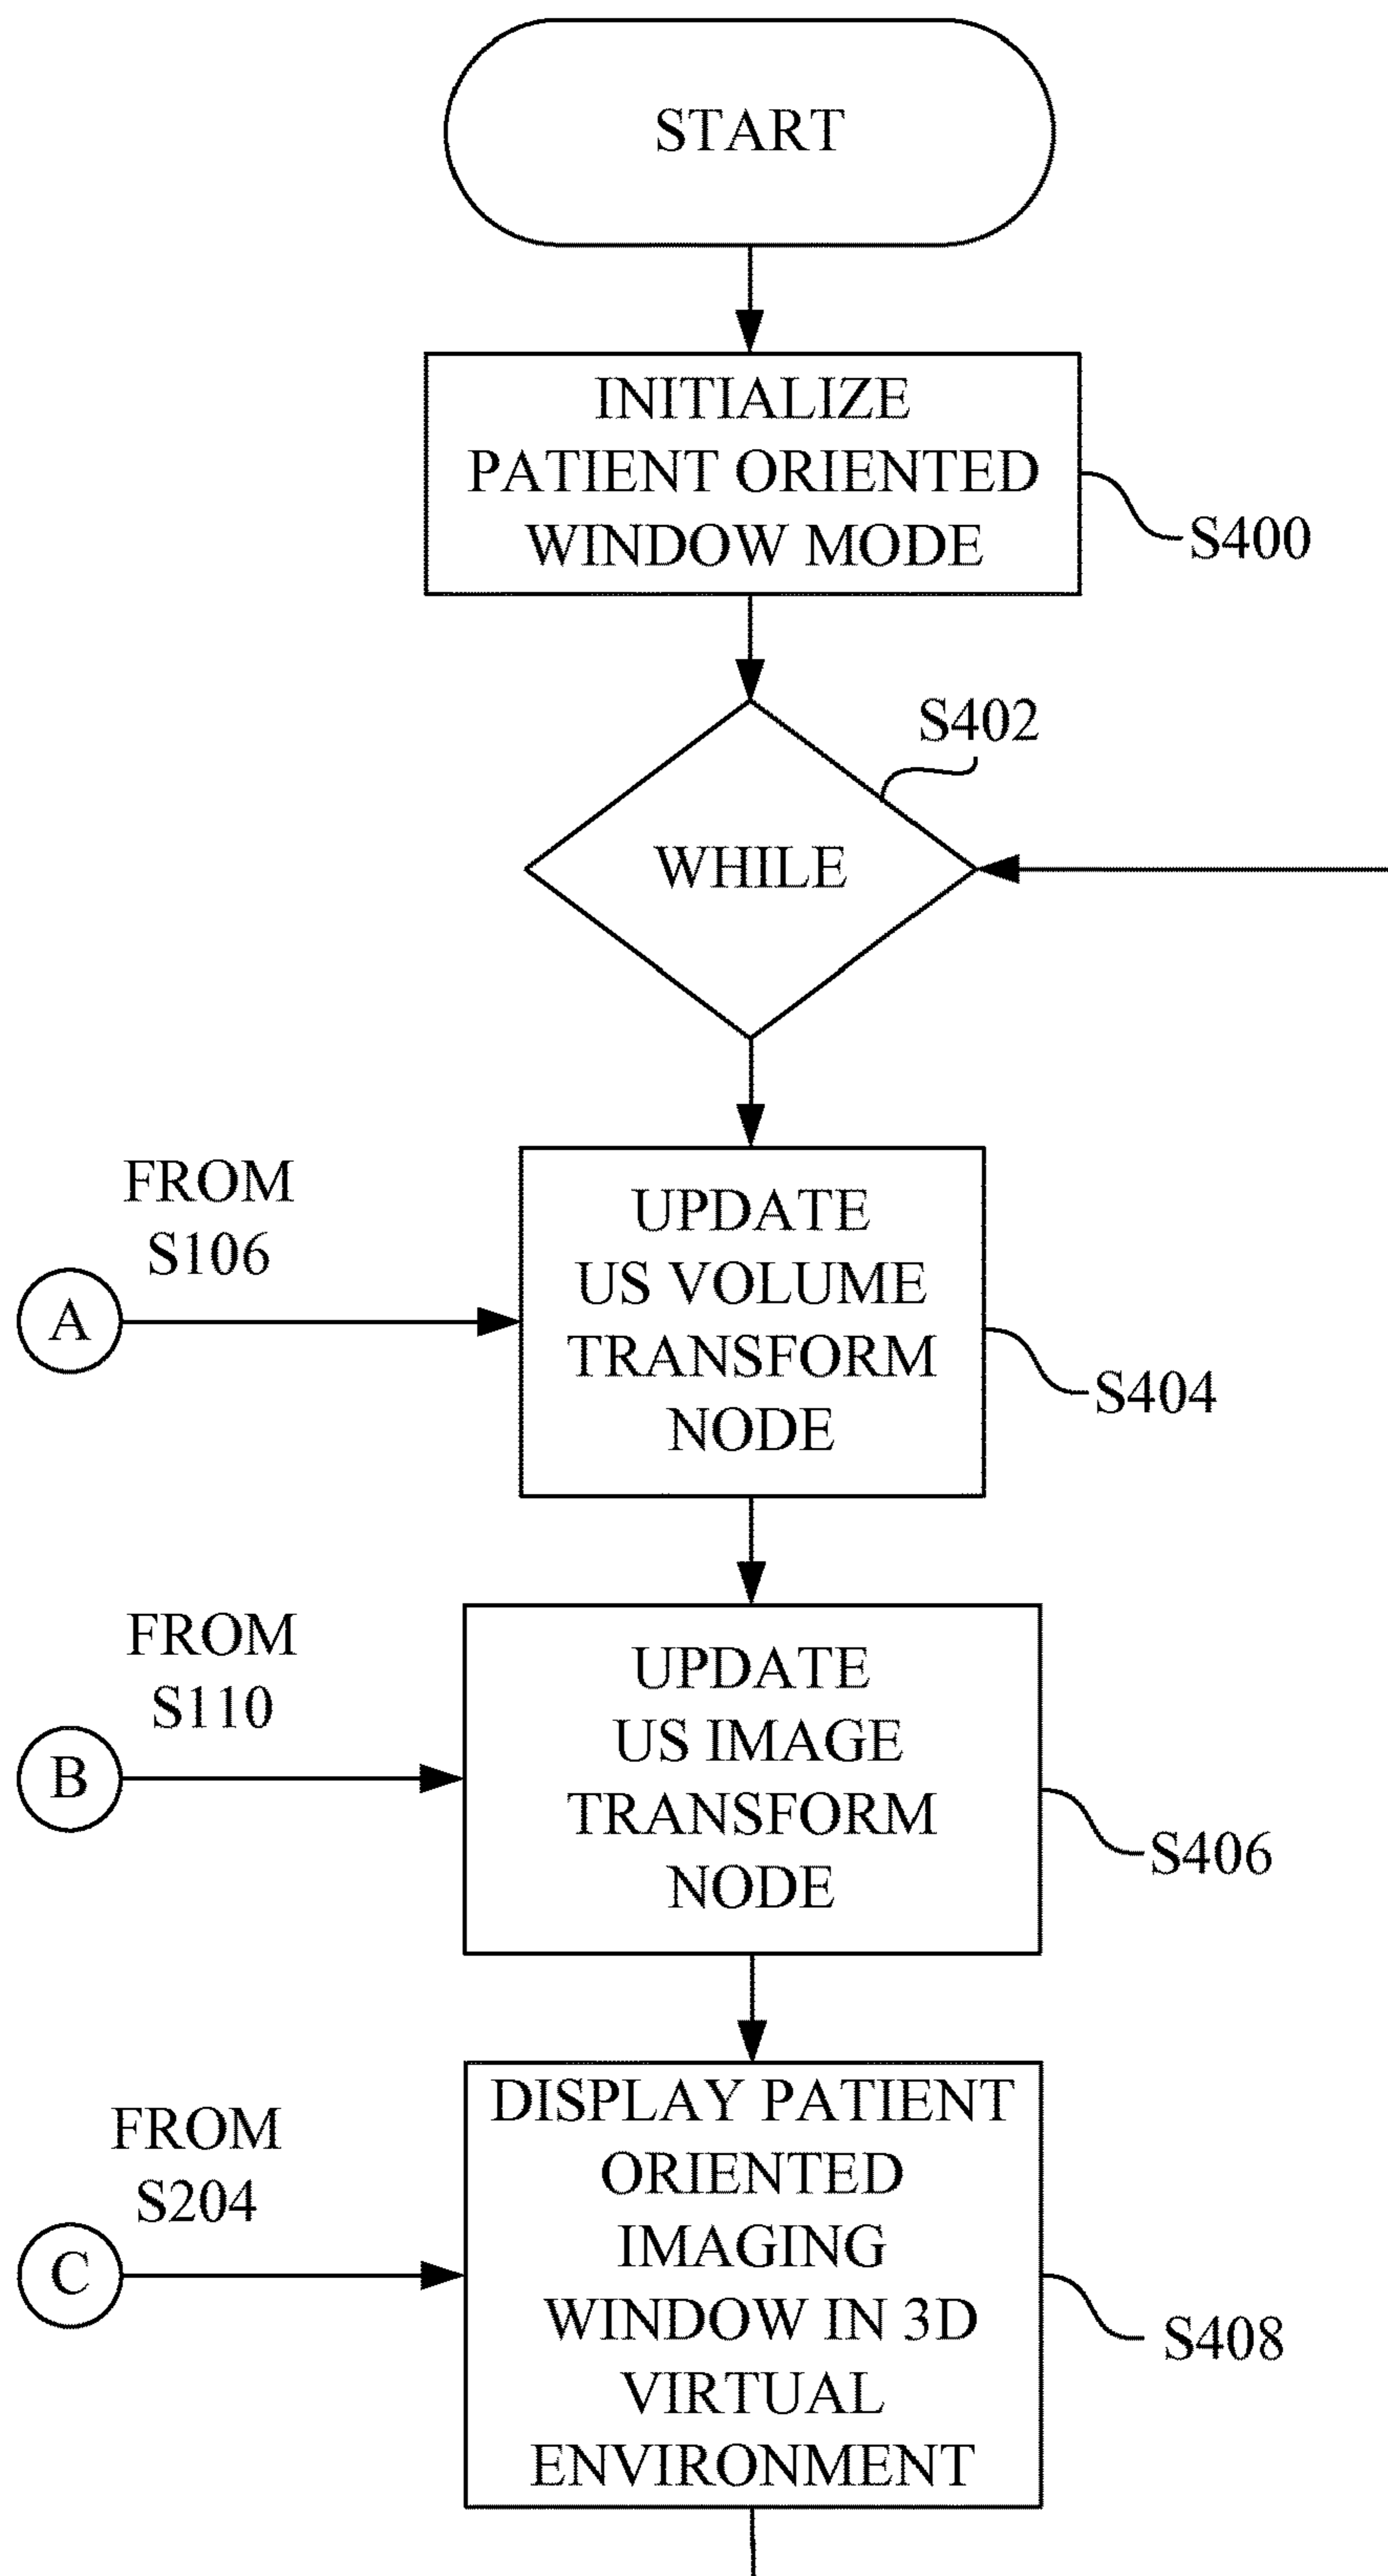 START
INITIALIZE
PATIENT ORIENTED
WINDOW MODE
S400
S402
WHILE
FROM
S106
A
UPDATE
US VOLUME
TRANSFORM
NODE
S404
FROM
S110
B
UPDATE
US IMAGE
TRANSFORM
NODE
S406
FROM
S204
C
DISPLAY PATIENT
ORIENTED
IMAGING
WINDOW IN 3D
VIRTUAL
ENVIRONMENT
S408